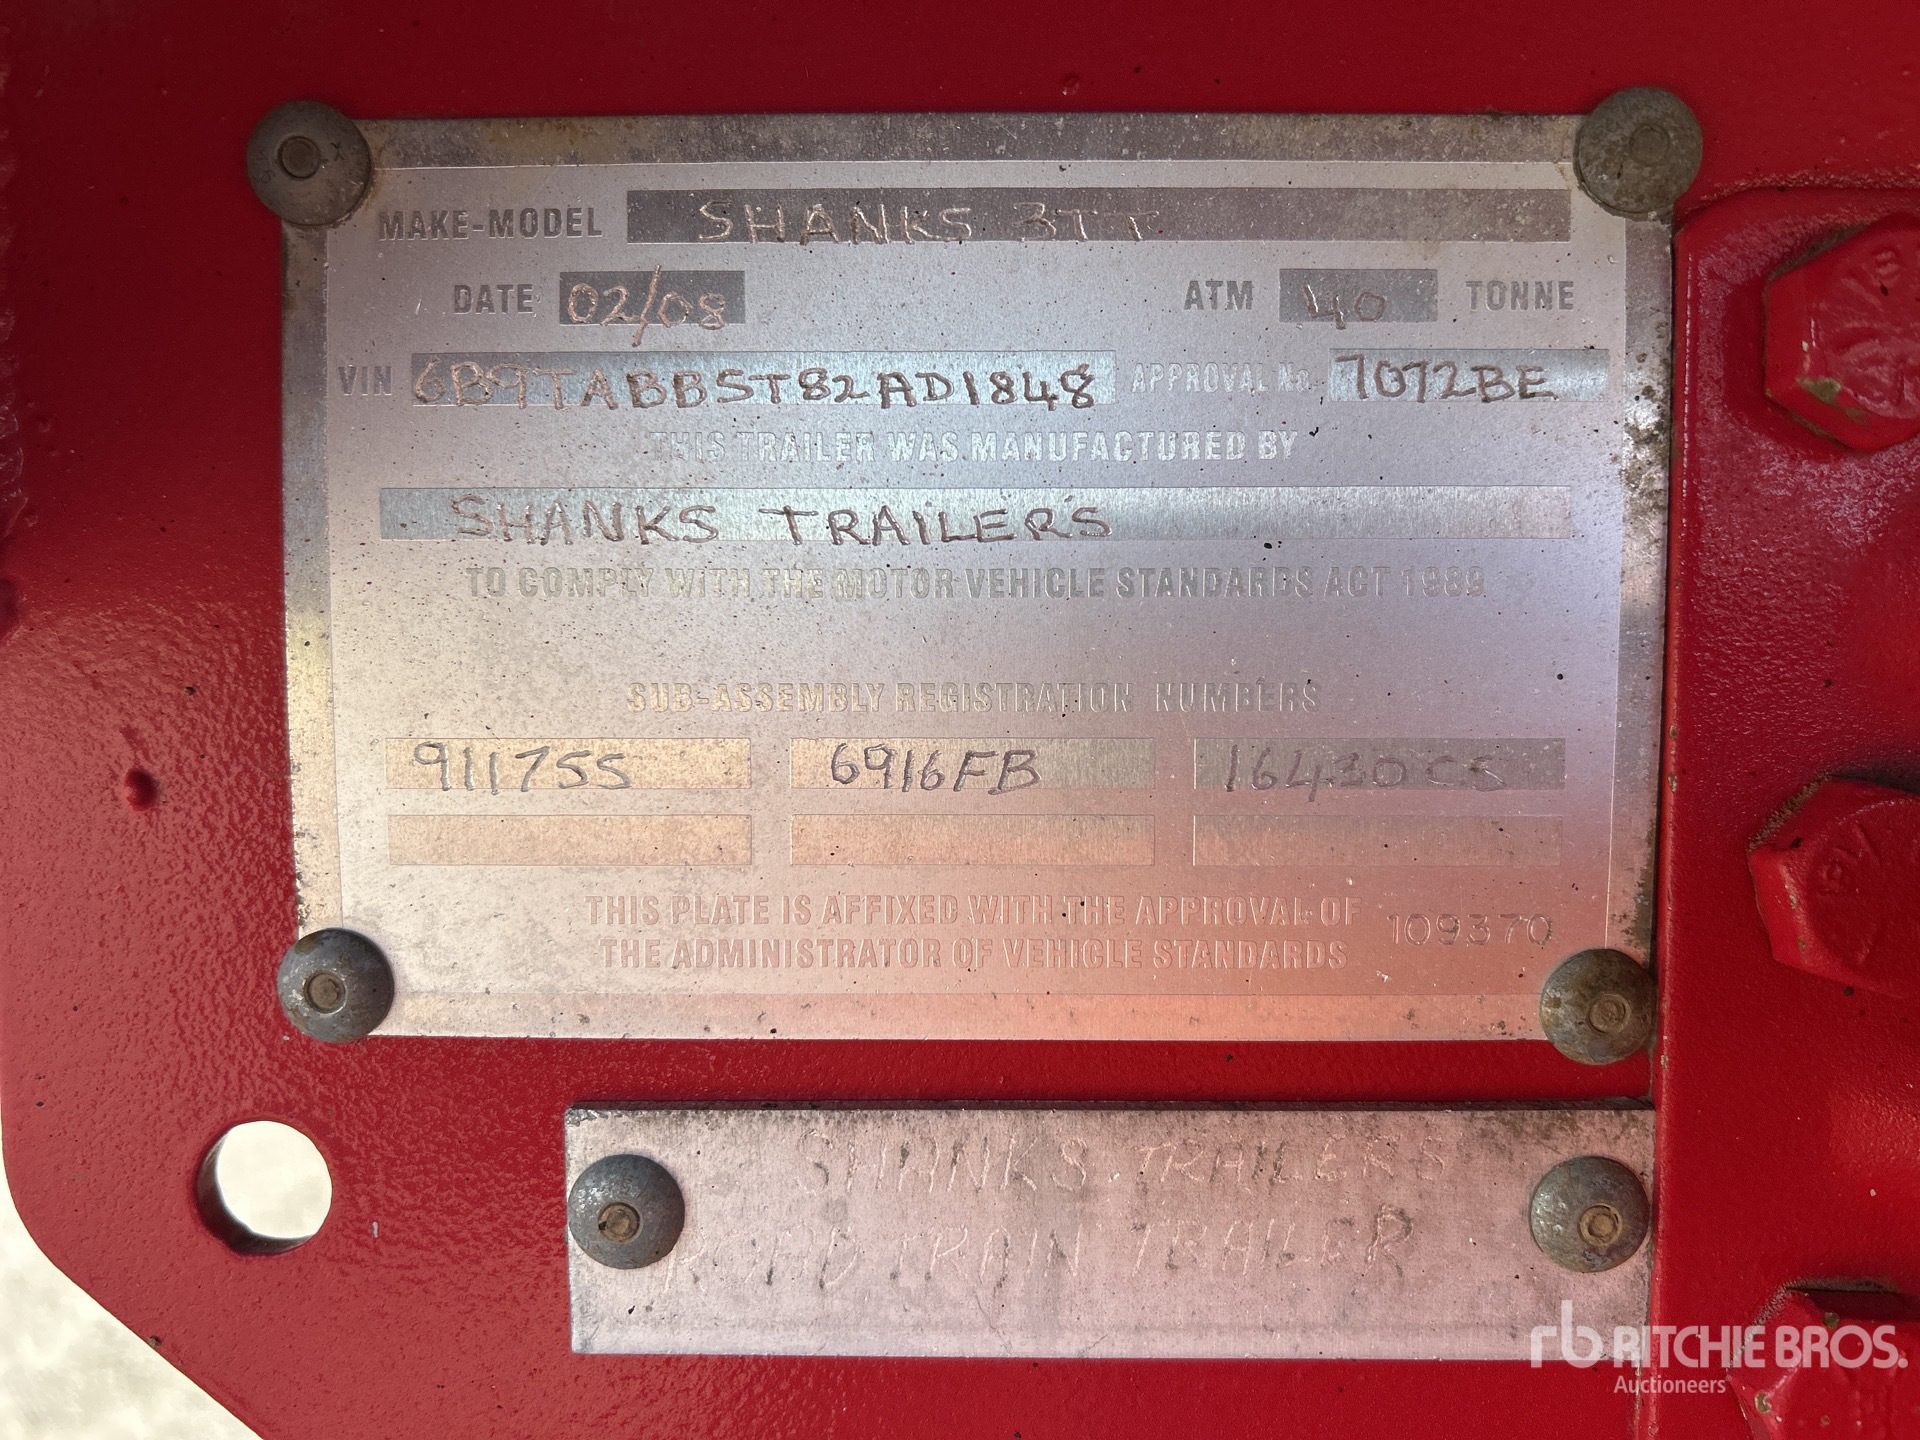 MAKE-MODEL SHANKS 3TT
DATE 02/08 ATM 40 TONNE
VIN 6B9TABBST82AD1848 APPROVAL No. 7072BE
THIS TRAILER WAS MANUFACTURED BY
SHANKS TRAILERS
TO COMPLY WITH THE MOTOR VEHICLE STANDARDS ACT 1989
SUB-ASSEMBLY REGISTRATION NUMBERS
91175S 6916FB 16430CS
THIS PLATE IS AFFIXED WITH THE APPROVAL OF
THE ADMINISTRATOR OF VEHICLE STANDARDS 109370
SHANKS TRAILERS
ROAD TRAIN TRAILER
rb RITCHIE BROS.
Auctioneers